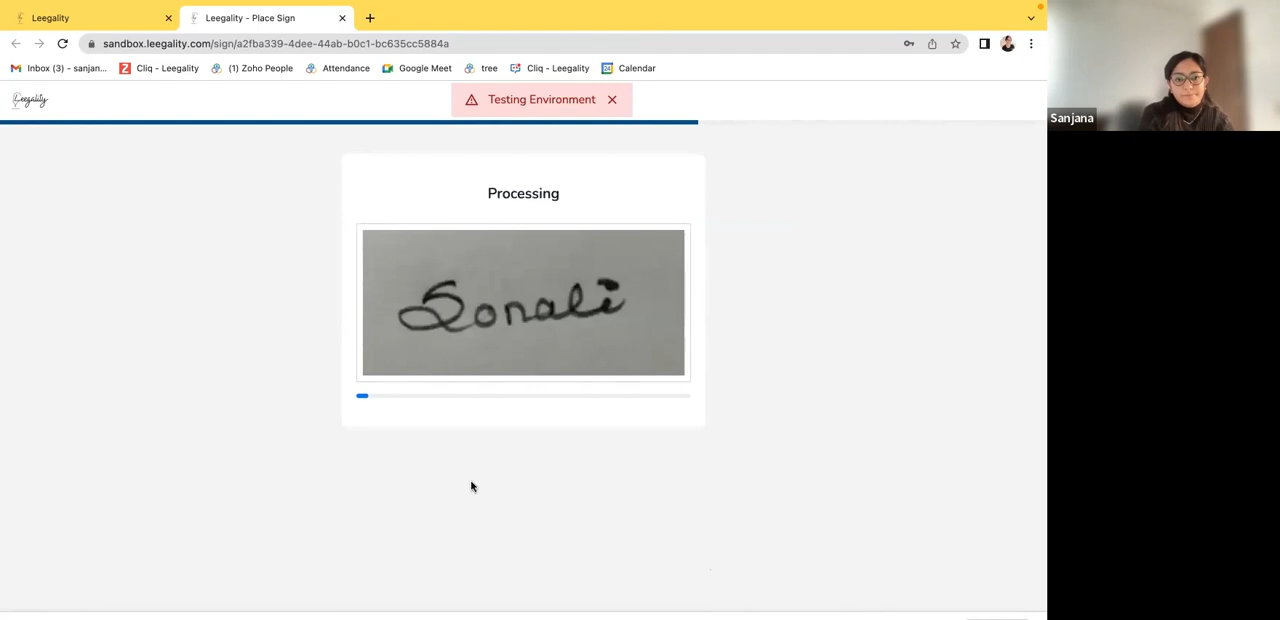 Leegality
Leegality - Place Sign
sandbox.leegality.com/sign/a2fba339-4dee-44ab-b0c1-bc635cc5884a
Inbox (3) - sanjan...
Cliq - Leegality
(1) Zoho People
Attendance
Google Meet
tree
Cliq - Leegality
Calendar
Leegality
Testing Environment
Sanjana
Processing
Sonali